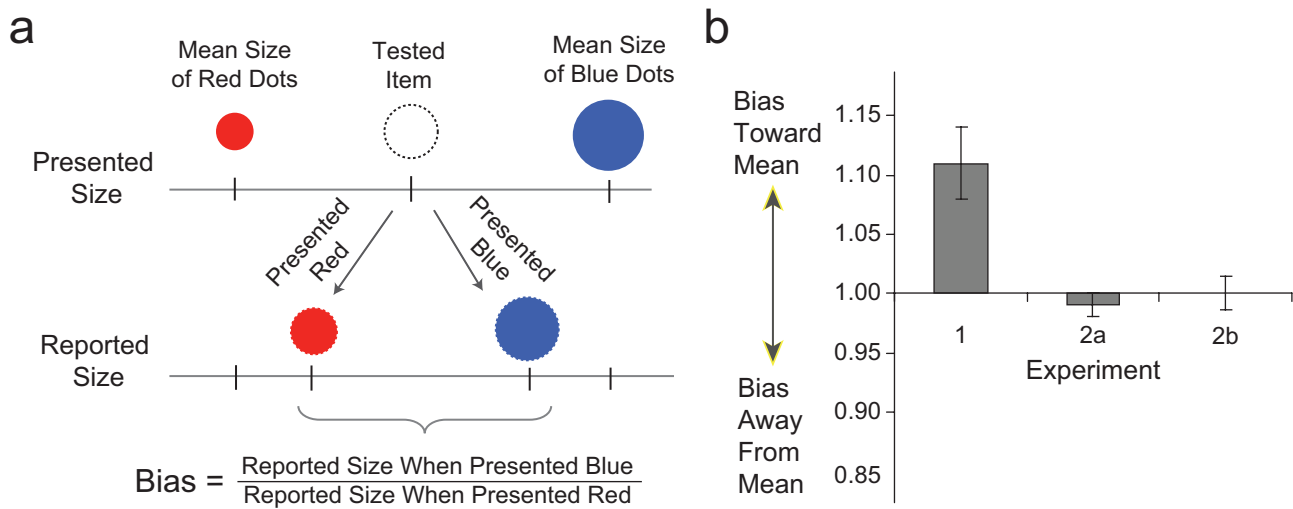 a
Mean Size
of Red Dots
Tested
Item
Mean Size
of Blue Dots
Presented
Size
Presented
Red
Presented
Blue
Reported
Size
Bias = Reported Size When Presented Blue
Reported Size When Presented Red
b
Bias
Toward
Mean
Bias
Away
From
Mean
1.15
1.10
1.05
1.00
0.95
0.90
0.85
1
2a
2b
Experiment